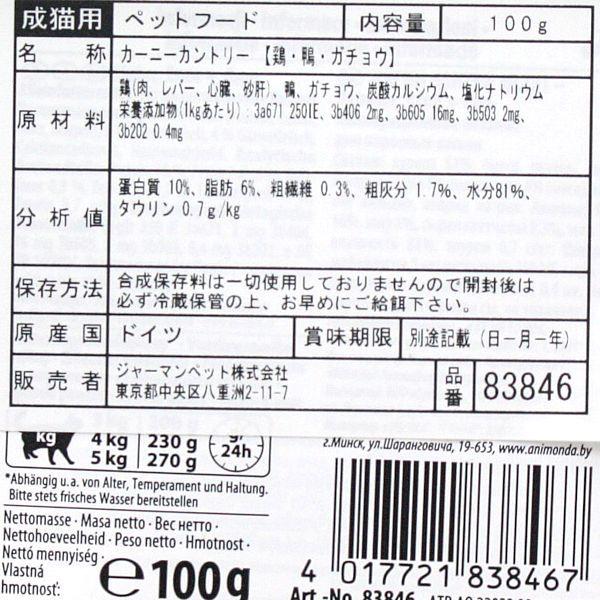 成猫用 ペットフード 内容量 100g
名称 カーニーカントリー 【鶏・鴨・ガチョウ】
原材料 鶏(肉、レバー、心臓、砂肝)、鴨、ガチョウ、炭酸カルシウム、塩化ナトリウム
栄養添加物(1kgあたり):3a671 250IE、3b406 2mg、3b605 16mg、3b503 2mg、
3b202 0.4mg
分析値 蛋白質 10%、脂肪 6%、粗繊維 0.3%、粗灰分 1.7%、水分81%、
タウリン 0.7g/kg
保存方法 合成保存料は一切使用しておりませんので開封後は
必ず冷蔵保管の上、お早めにご給餌下さい。
原産国 ドイツ 賞味期限 別途記載(日ー月ー年)
販売者 ジャーマンペット株式会社
東京都中央区八重洲2-11-7
品番 83846
kg 4 kg 230 g
5 kg 270 g
g/24h
*Abhängig u.a. von Alter, Temperament und Haltung.
Bitte stets frisches Wasser bereitstellen
Nettomasse · Masa netto · Вес нетто ·
Nettohoeveelheid · Peso netto · Hmotnost ·
Nettó mennyiség ·
Vlastná
hmotnosť:
℮100g
г.Минск, ул.Шаранговича, 19-653, www.animonda.by
4 017721 838467
Art.-No. 83846